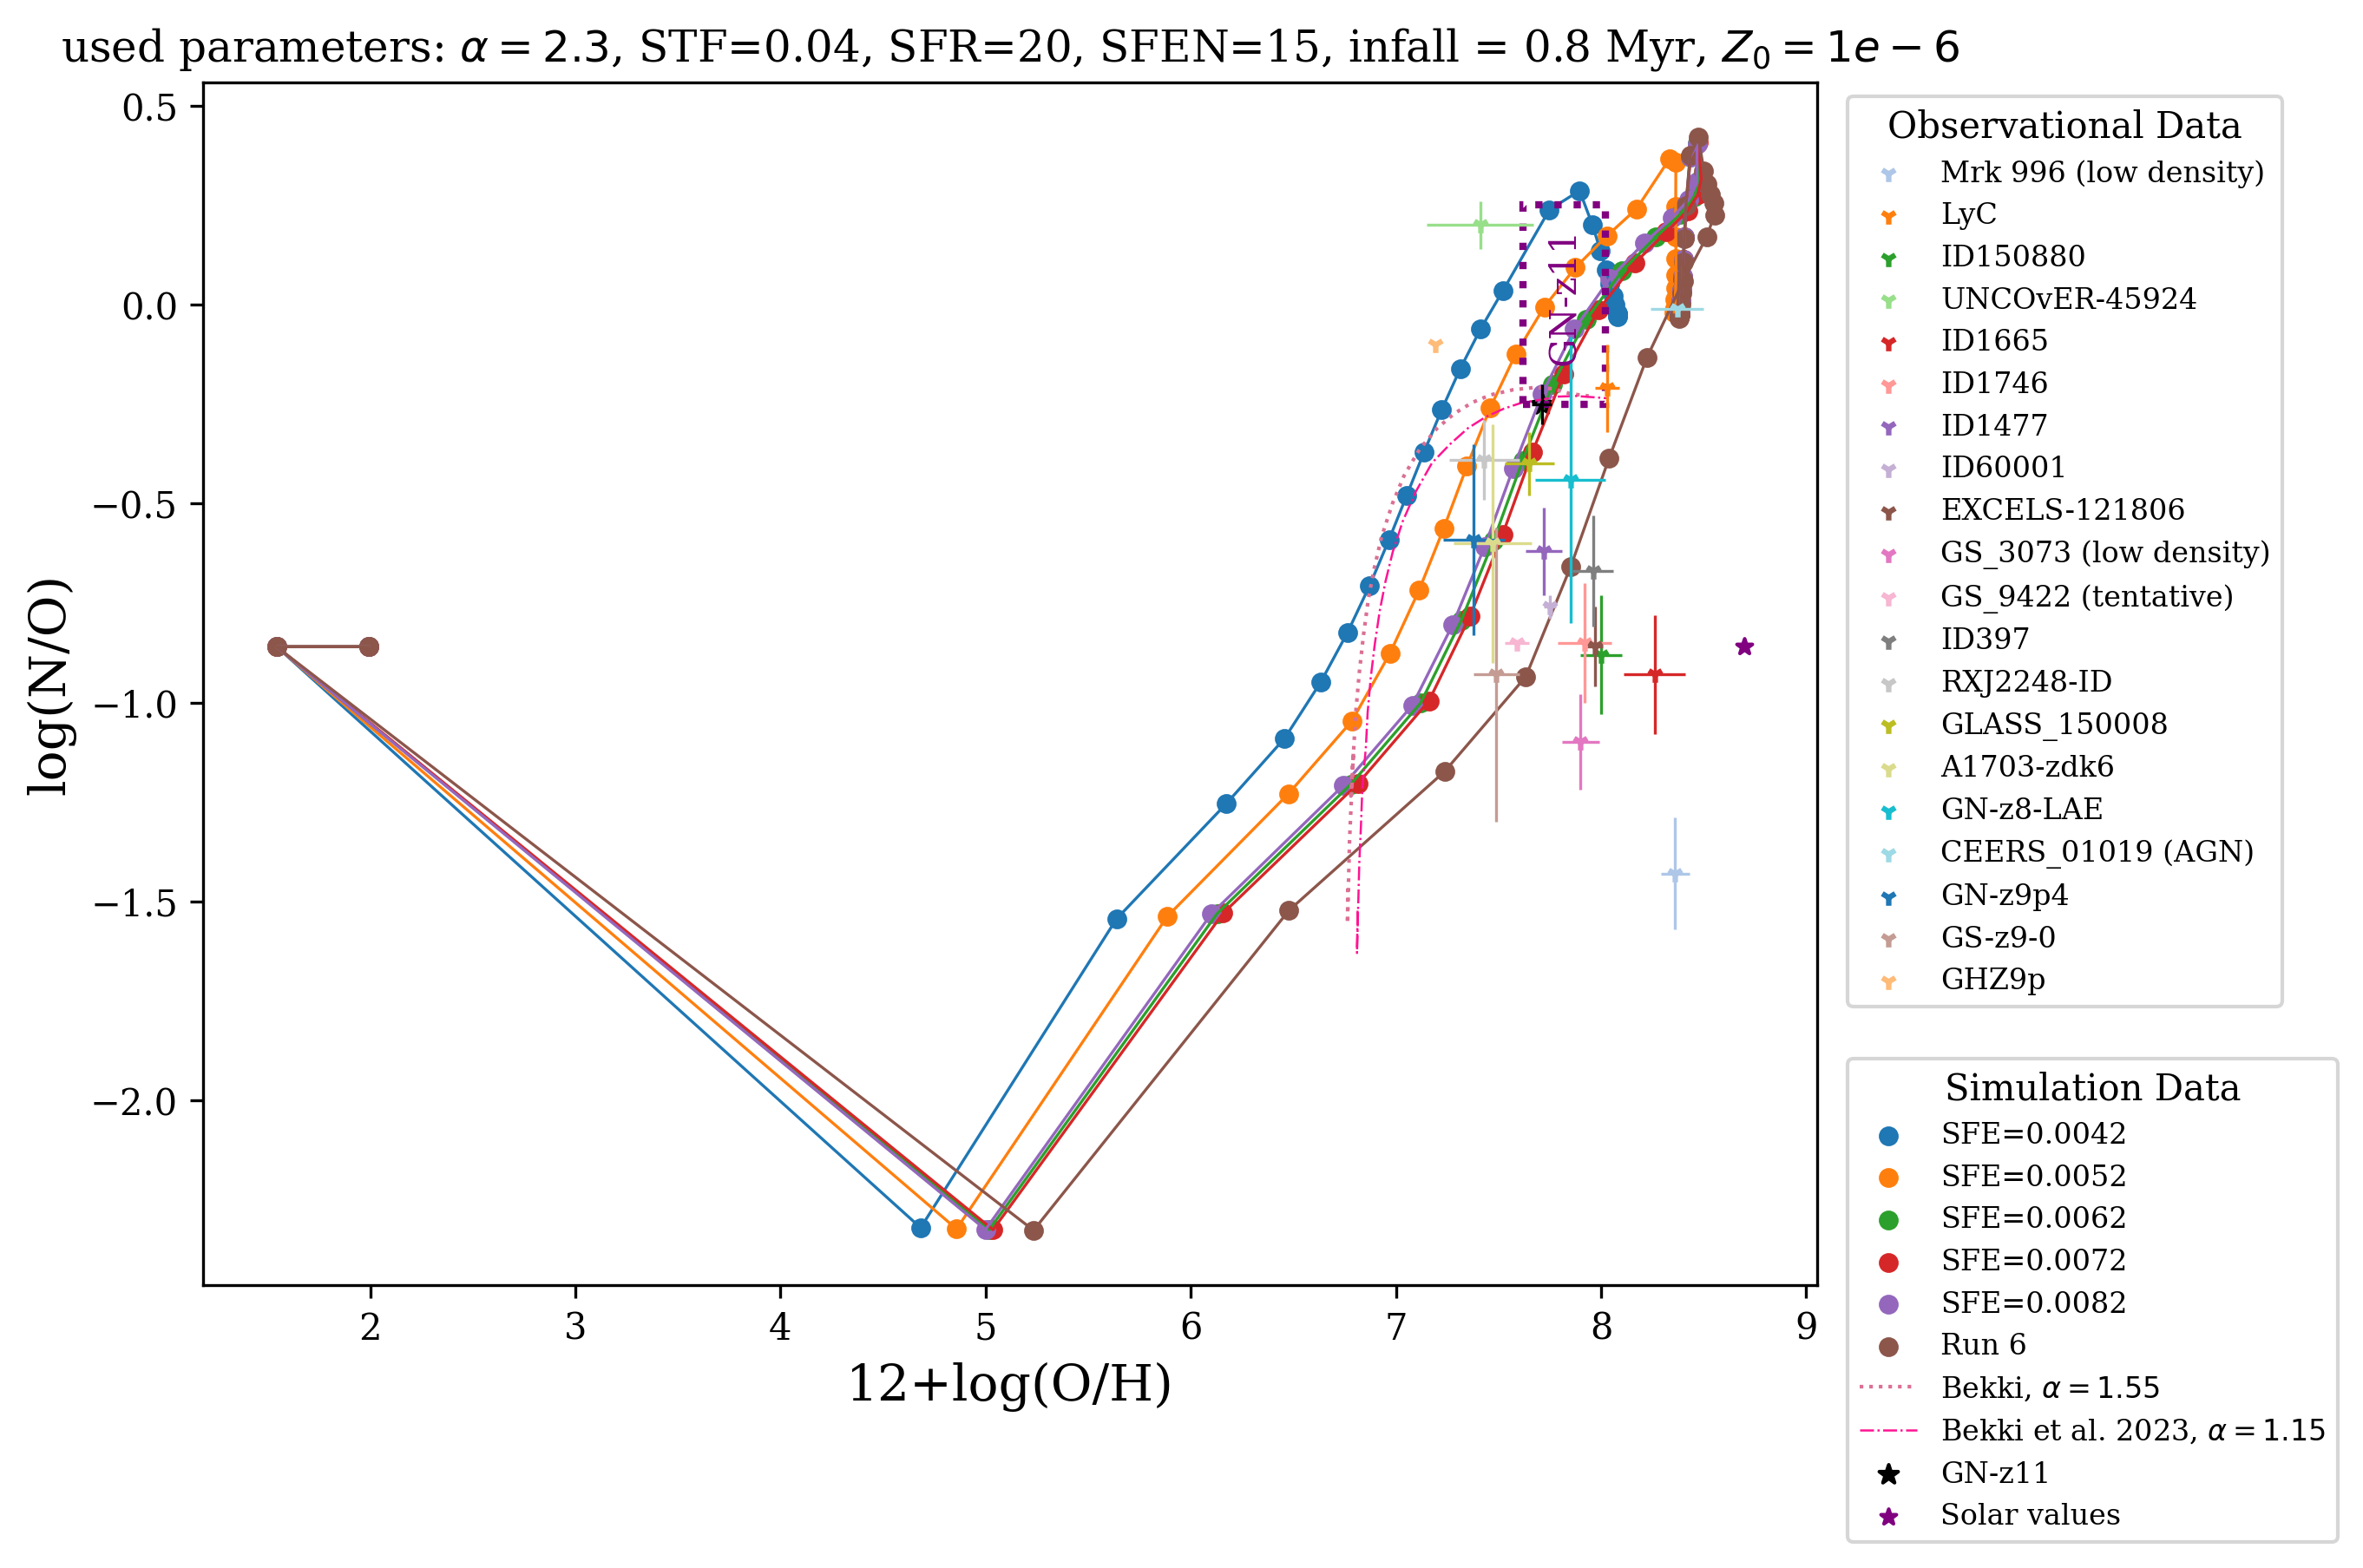 used parameters: α = 2.3, STF=0.04, SFR=20, SFEN=15, infall = 0.8 Myr, Z₀ = 1e − 6
log(N/O)
0.5
0.0
−0.5
−1.0
−1.5
−2.0
GN-z11
2 3 4 5 6 7 8 9
12+log(O/H)
Observational Data
Mrk 996 (low density)
LyC
ID150880
UNCOvER-45924
ID1665
ID1746
ID1477
ID60001
EXCELS-121806
GS_3073 (low density)
GS_9422 (tentative)
ID397
RXJ2248-ID
GLASS_150008
A1703-zdk6
GN-z8-LAE
CEERS_01019 (AGN)
GN-z9p4
GS-z9-0
GHZ9p
Simulation Data
SFE=0.0042
SFE=0.0052
SFE=0.0062
SFE=0.0072
SFE=0.0082
Run 6
Bekki, α = 1.55
Bekki et al. 2023, α = 1.15
GN-z11
Solar values